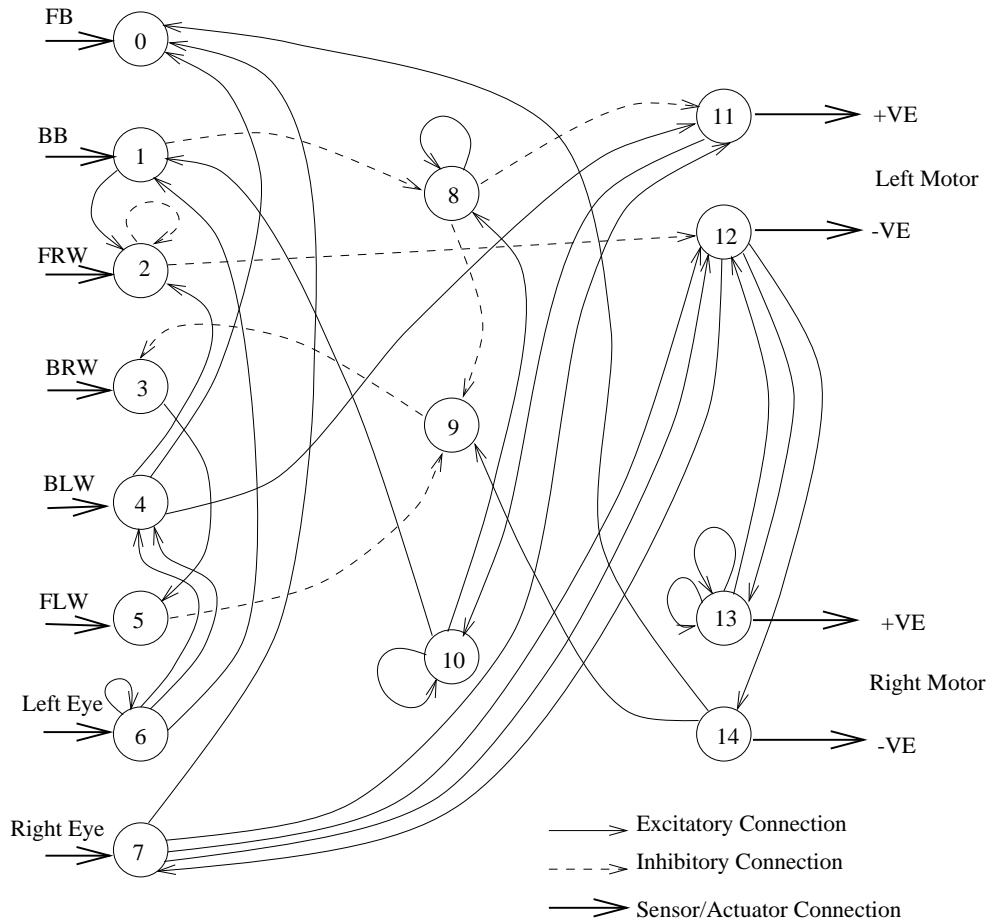 FB
0
BB
1
FRW
2
BRW
3
BLW
4
FLW
5
Left Eye
6
Right Eye
7
8
9
10
11
+VE
Left Motor
12
-VE
13
+VE
Right Motor
14
-VE
Excitatory Connection
Inhibitory Connection
Sensor/Actuator Connection